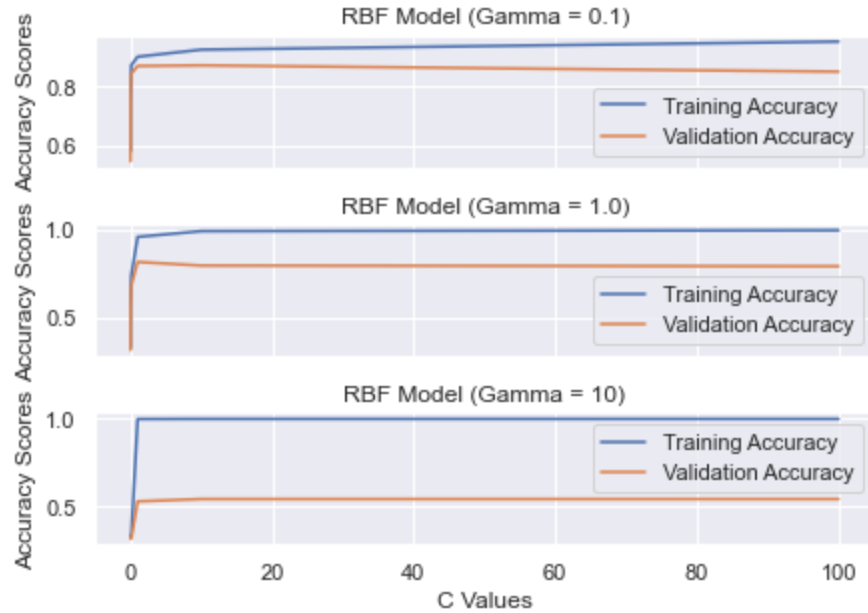 RBF Model (Gamma = 0.1)
Accuracy Scores
0.8
0.6
Training Accuracy
Validation Accuracy
RBF Model (Gamma = 1.0)
Accuracy Scores
1.0
0.5
Training Accuracy
Validation Accuracy
RBF Model (Gamma = 10)
Accuracy Scores
1.0
0.5
Training Accuracy
Validation Accuracy
0 20 40 60 80 100
C Values